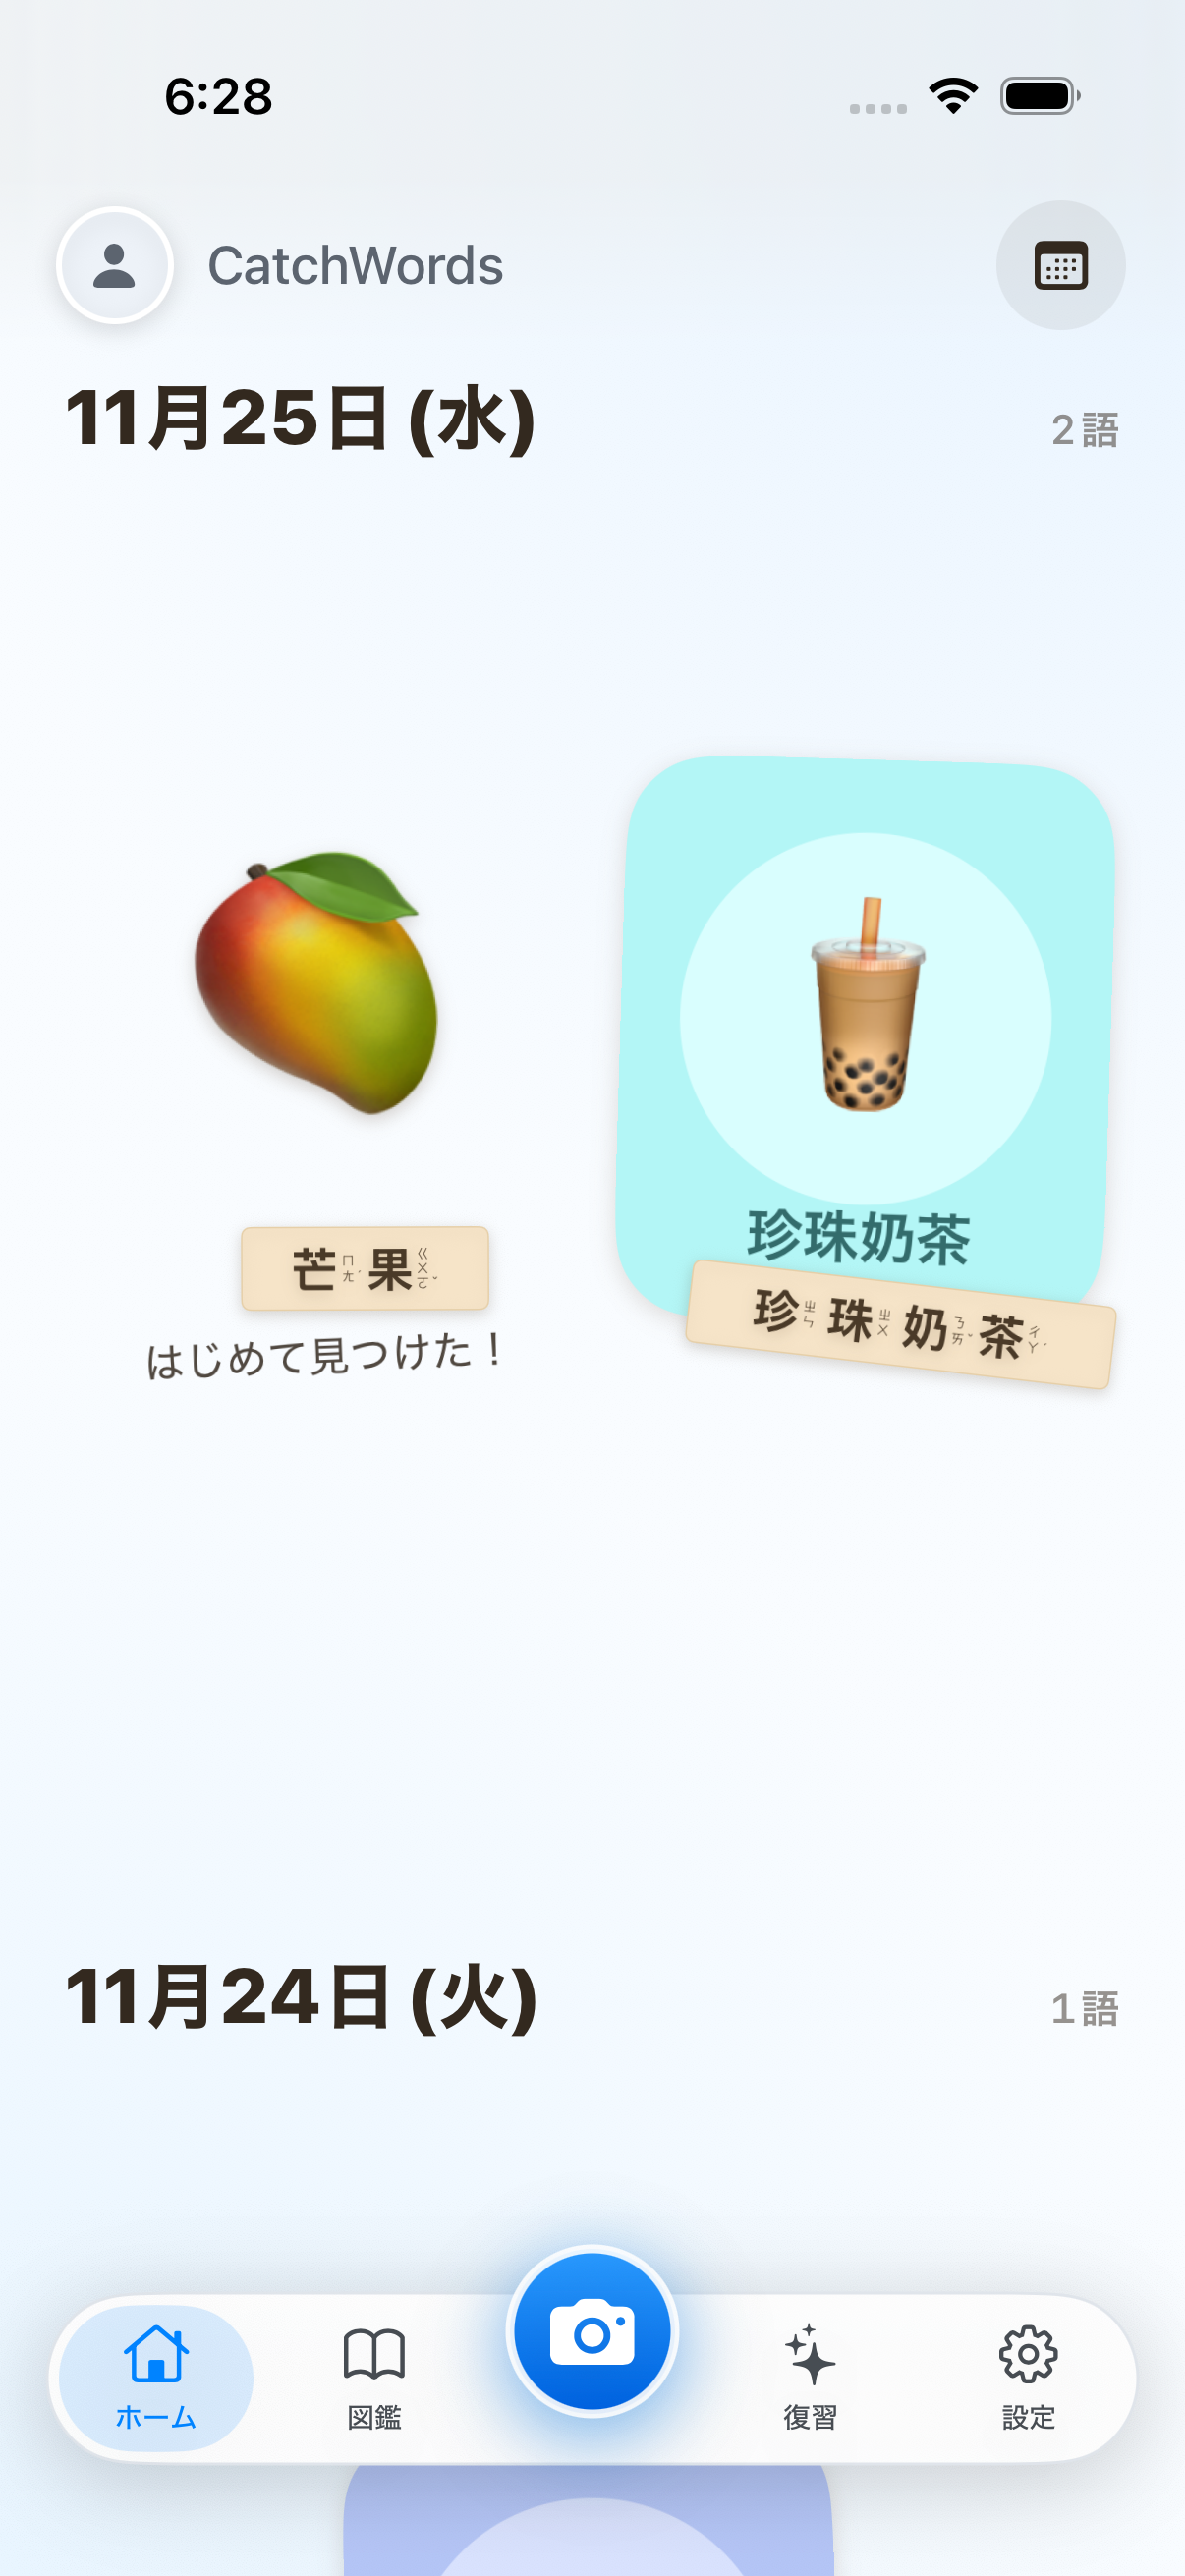 6:28
CatchWords
11月25日 (水)
2 語
珍珠奶茶
芒ㄇㄤˊ果ㄍㄨㄛˇ
珍ㄓㄣ珠ㄓㄨ奶ㄋㄞˇ茶ㄔㄚˊ
はじめて見つけた！
11月24日 (火)
1 語
ホーム
図鑑
復習
設定